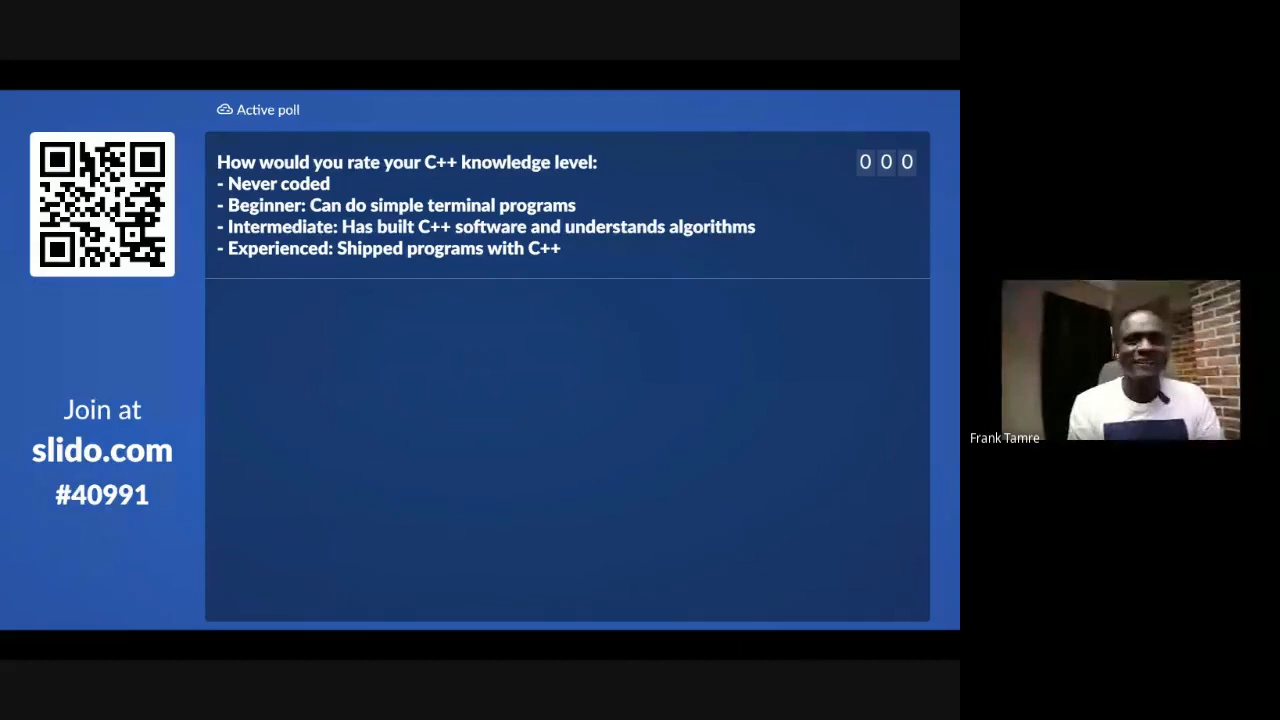 Active poll
How would you rate your C++ knowledge level:
- Never coded
- Beginner: Can do simple terminal programs
- Intermediate: Has built C++ software and understands algorithms
- Experienced: Shipped programs with C++
0 0 0
Join at
slido.com
#40991
Frank Tamre